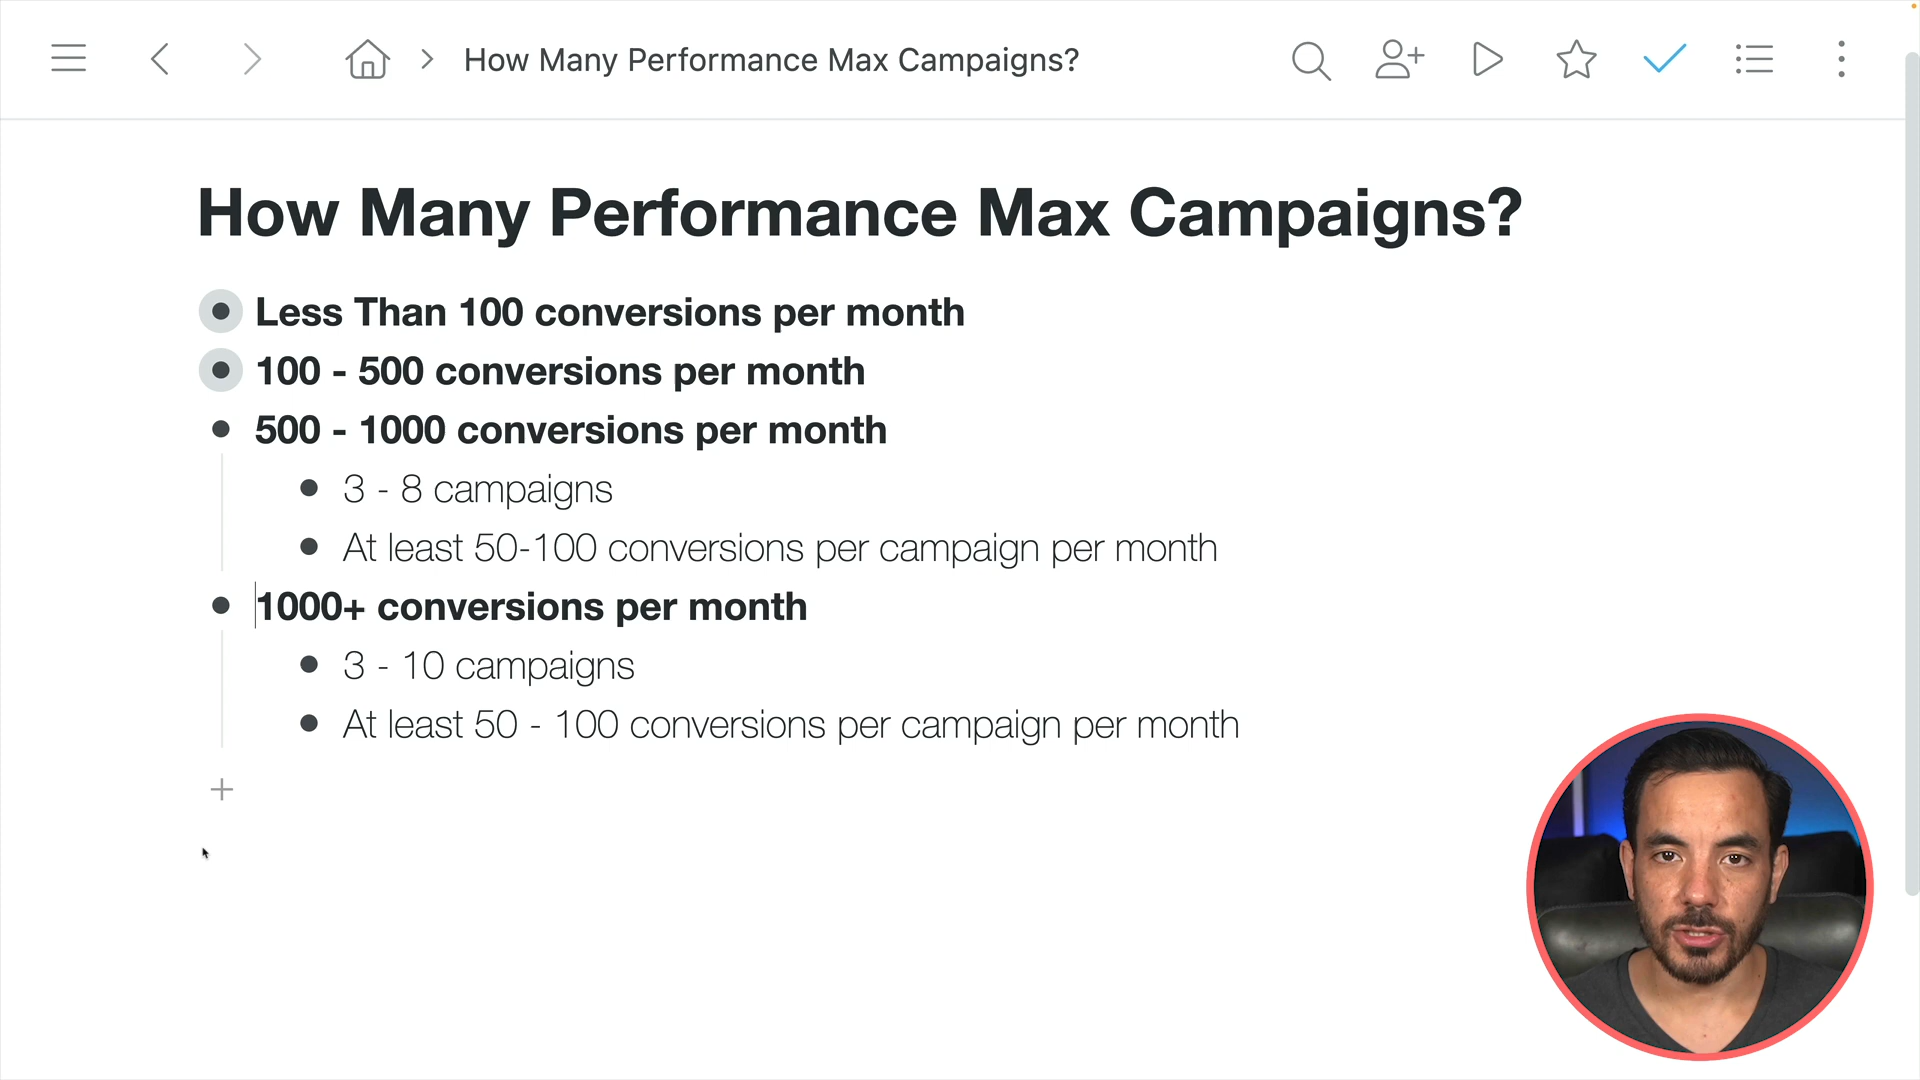 How Many Performance Max Campaigns?
How Many Performance Max Campaigns?
Less Than 100 conversions per month
100 - 500 conversions per month
500 - 1000 conversions per month
3 - 8 campaigns
At least 50-100 conversions per campaign per month
1000+ conversions per month
3 - 10 campaigns
At least 50 - 100 conversions per campaign per month